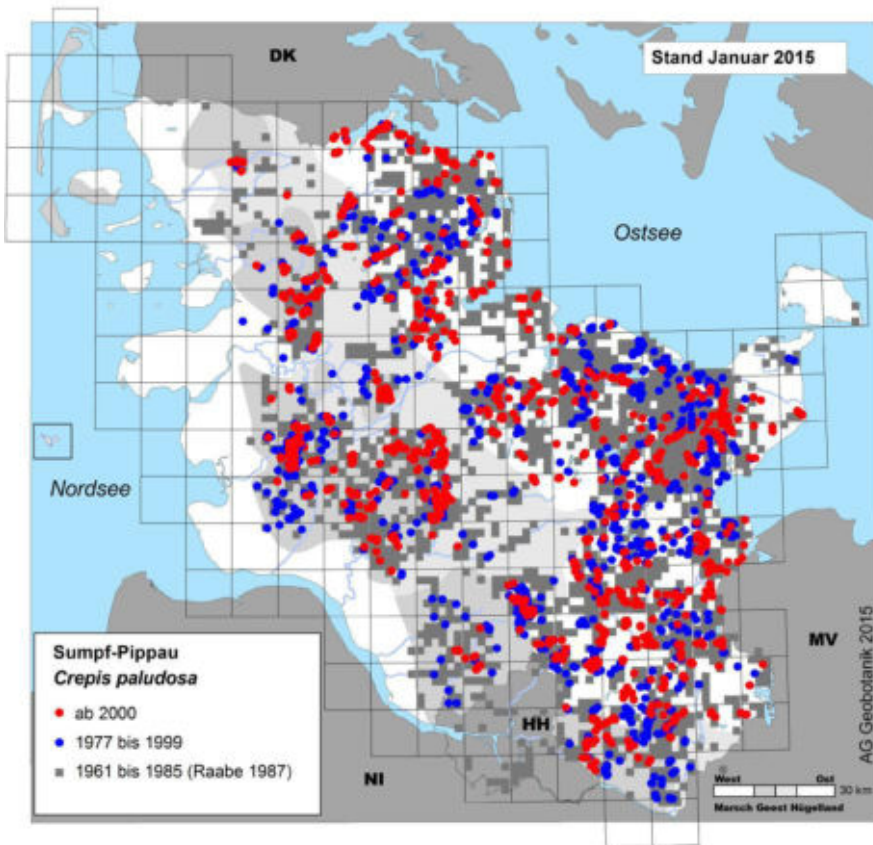 DK
Stand Januar 2015
Ostsee
Nordsee
Sumpf-Pippau
Crepis paludosa
ab 2000
1977 bis 1999
1961 bis 1985 (Raabe 1987)
MV
HH
NI
West Ost
30 km
Marsch Geest Hügelland
AG Geobotanik 2015